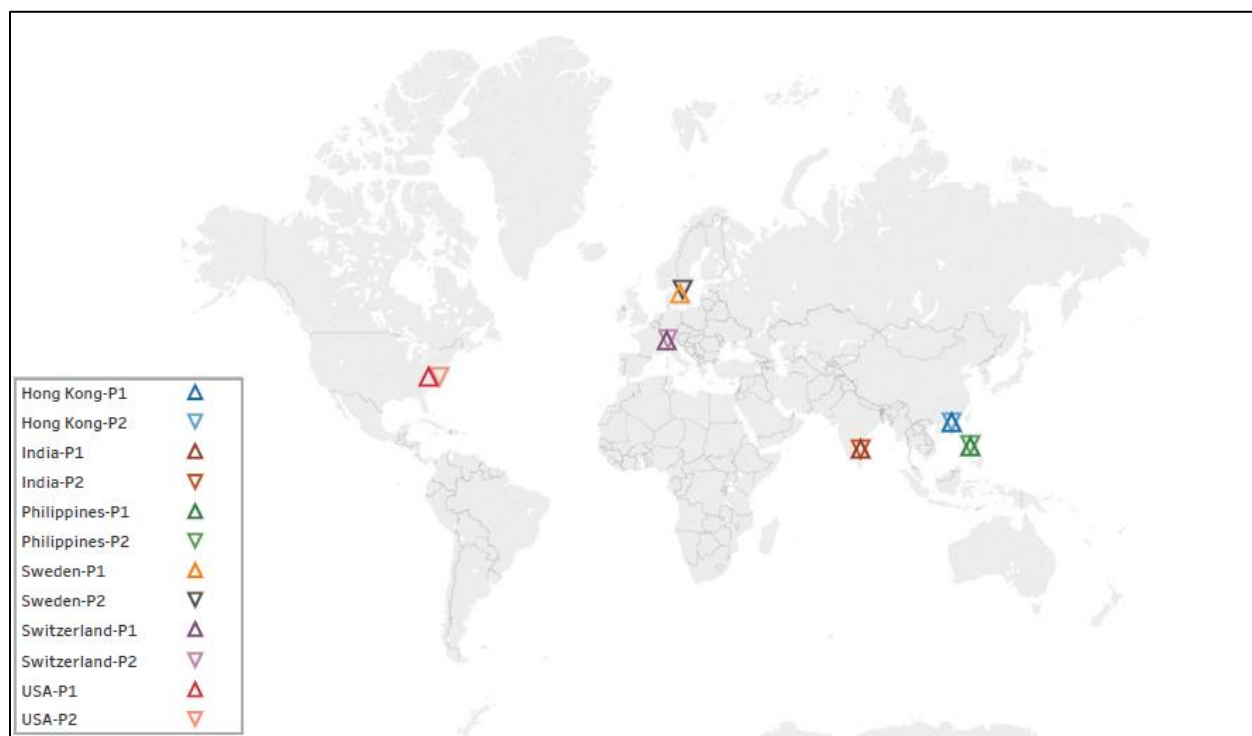 Hong Kong-P1
Hong Kong-P2
India-P1
India-P2
Philippines-P1
Philippines-P2
Sweden-P1
Sweden-P2
Switzerland-P1
Switzerland-P2
USA-P1
USA-P2